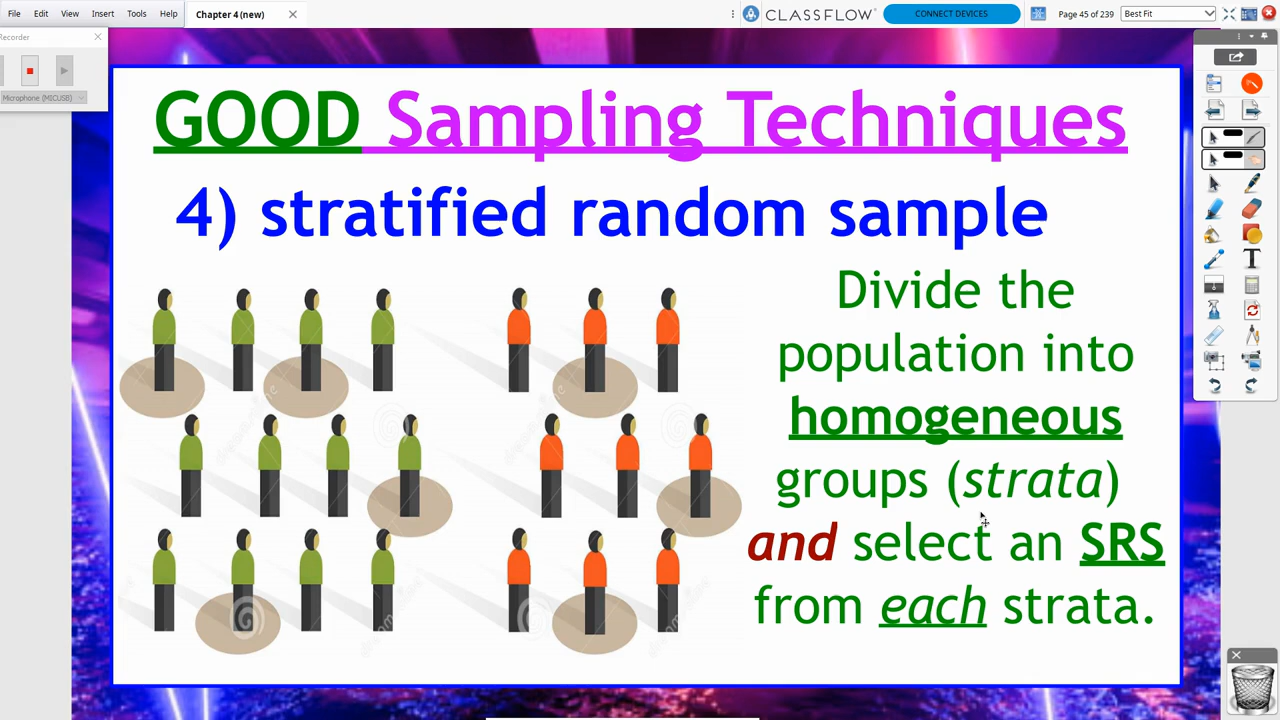 File Edit View Insert Tools Help
Chapter 4 (new)
CLASSFLOW
CONNECT DEVICES
Page 45 of 239
Best Fit
Recorder
Microphone (MICUSB)
GOOD Sampling Techniques
4) stratified random sample
Divide the
population into
homogeneous
groups (strata)
and select an SRS
from each strata.